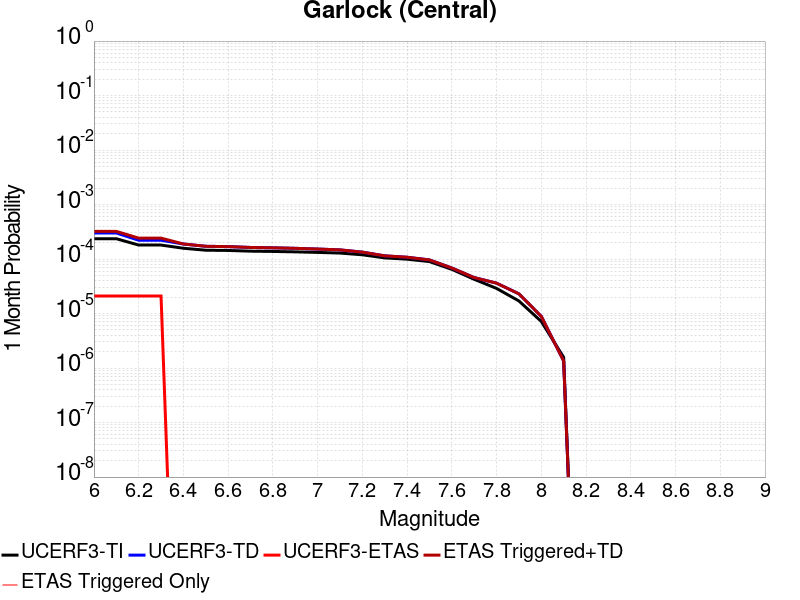 Garlock (Central)
1 Month Probability
10^0
10^-1
10^-2
10^-3
10^-4
10^-5
10^-6
10^-7
10^-8
6 6.2 6.4 6.6 6.8 7 7.2 7.4 7.6 7.8 8 8.2 8.4 8.6 8.8 9
Magnitude
UCERF3-TI UCERF3-TD UCERF3-ETAS ETAS Triggered+TD
ETAS Triggered Only